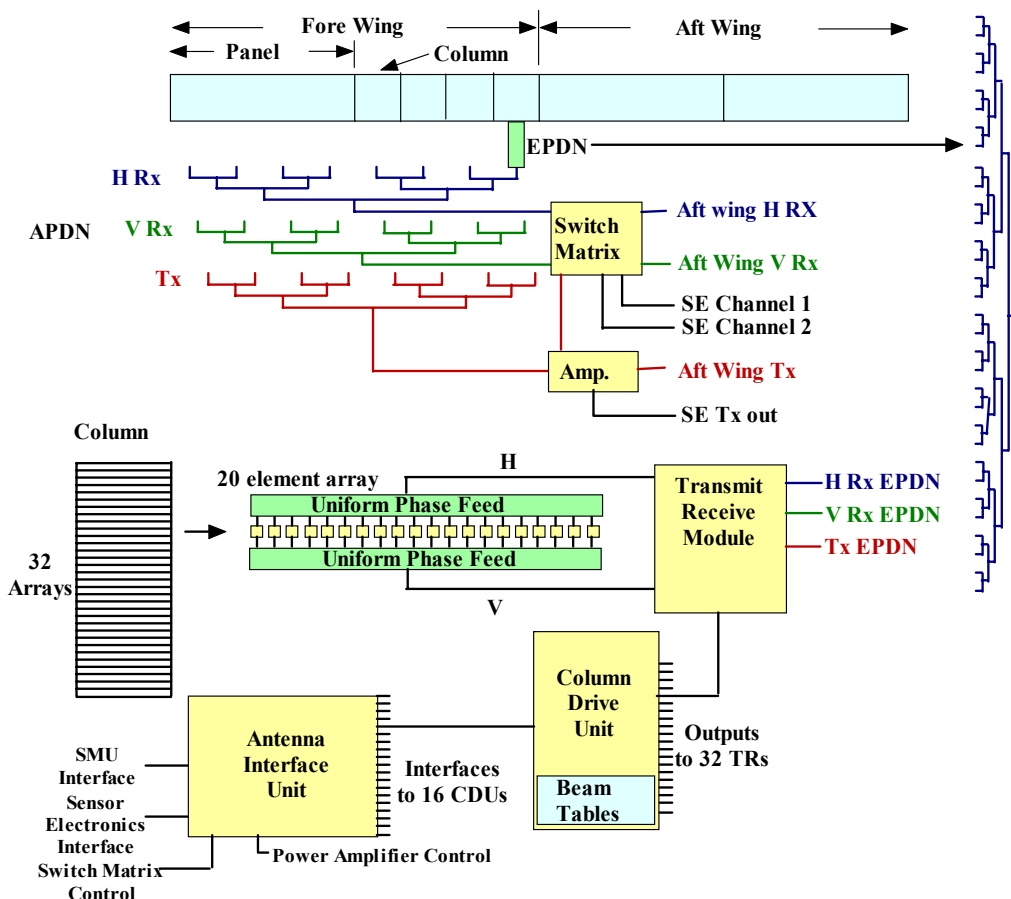 Fore Wing
Aft Wing
Panel
Column
EPDN
H Rx
APDN
V Rx
Tx
Switch
Matrix
Aft wing H RX
Aft Wing V Rx
SE Channel 1
SE Channel 2
Amp.
Aft Wing Tx
SE Tx out
Column
32
Arrays
20 element array
H
Uniform Phase Feed
Uniform Phase Feed
V
Transmit
Receive
Module
H Rx EPDN
V Rx EPDN
Tx EPDN
Column
Drive
Unit
Beam
Tables
Outputs
to 32 TRs
Antenna
Interface
Unit
Interfaces
to 16 CDUs
SMU
Interface
Sensor
Electronics
Interface
Switch Matrix
Control
Power Amplifier Control